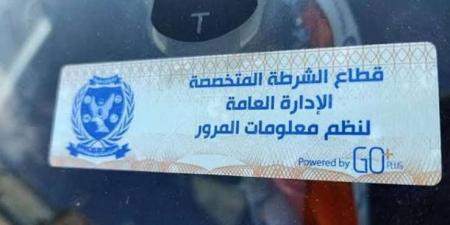 T
قطاع الشرطة المتخصصة
الإدارة العامة
لنظم معلومات المرور
Powered by GO+ PLUS